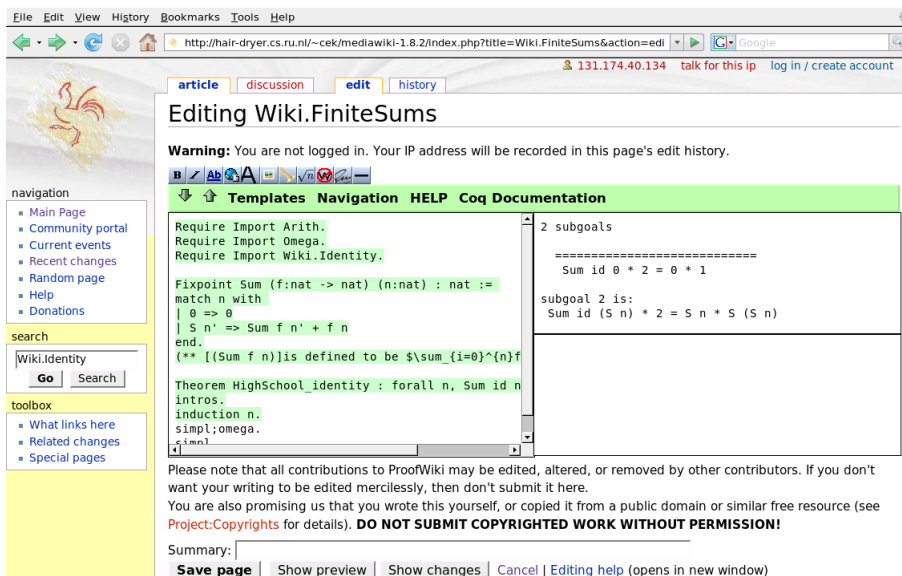 File Edit View History Bookmarks Tools Help
http://hair-dryer.cs.ru.nl/~cek/mediawiki-1.8.2/index.php?title=Wiki.FiniteSums&action=edi
G Google
131.174.40.134 talk for this ip log in / create account
article discussion edit history
Editing Wiki.FiniteSums
Warning: You are not logged in. Your IP address will be recorded in this page's edit history.
B I Ab A √n W
Templates Navigation HELP Coq Documentation
navigation
Main Page
Community portal
Current events
Recent changes
Random page
Help
Donations
search
Wiki.Identity
Go Search
toolbox
What links here
Related changes
Special pages
Require Import Arith.
Require Import Omega.
Require Import Wiki.Identity.
Fixpoint Sum (f:nat -> nat) (n:nat) : nat :=
match n with
| 0 => 0
| S n' => Sum f n' + f n
end.
(** [(Sum f n)]is defined to be $\sum_{i=0}^{n}f
Theorem HighSchool_identity : forall n, Sum id n
intros.
induction n.
simpl;omega.
simpl
2 subgoals
============================
Sum id 0 * 2 = 0 * 1
subgoal 2 is:
Sum id (S n) * 2 = S n * S (S n)
Please note that all contributions to ProofWiki may be edited, altered, or removed by other contributors. If you don't
want your writing to be edited mercilessly, then don't submit it here.
You are also promising us that you wrote this yourself, or copied it from a public domain or similar free resource (see
Project:Copyrights for details). DO NOT SUBMIT COPYRIGHTED WORK WITHOUT PERMISSION!
Summary:
Save page Show preview Show changes Cancel | Editing help (opens in new window)